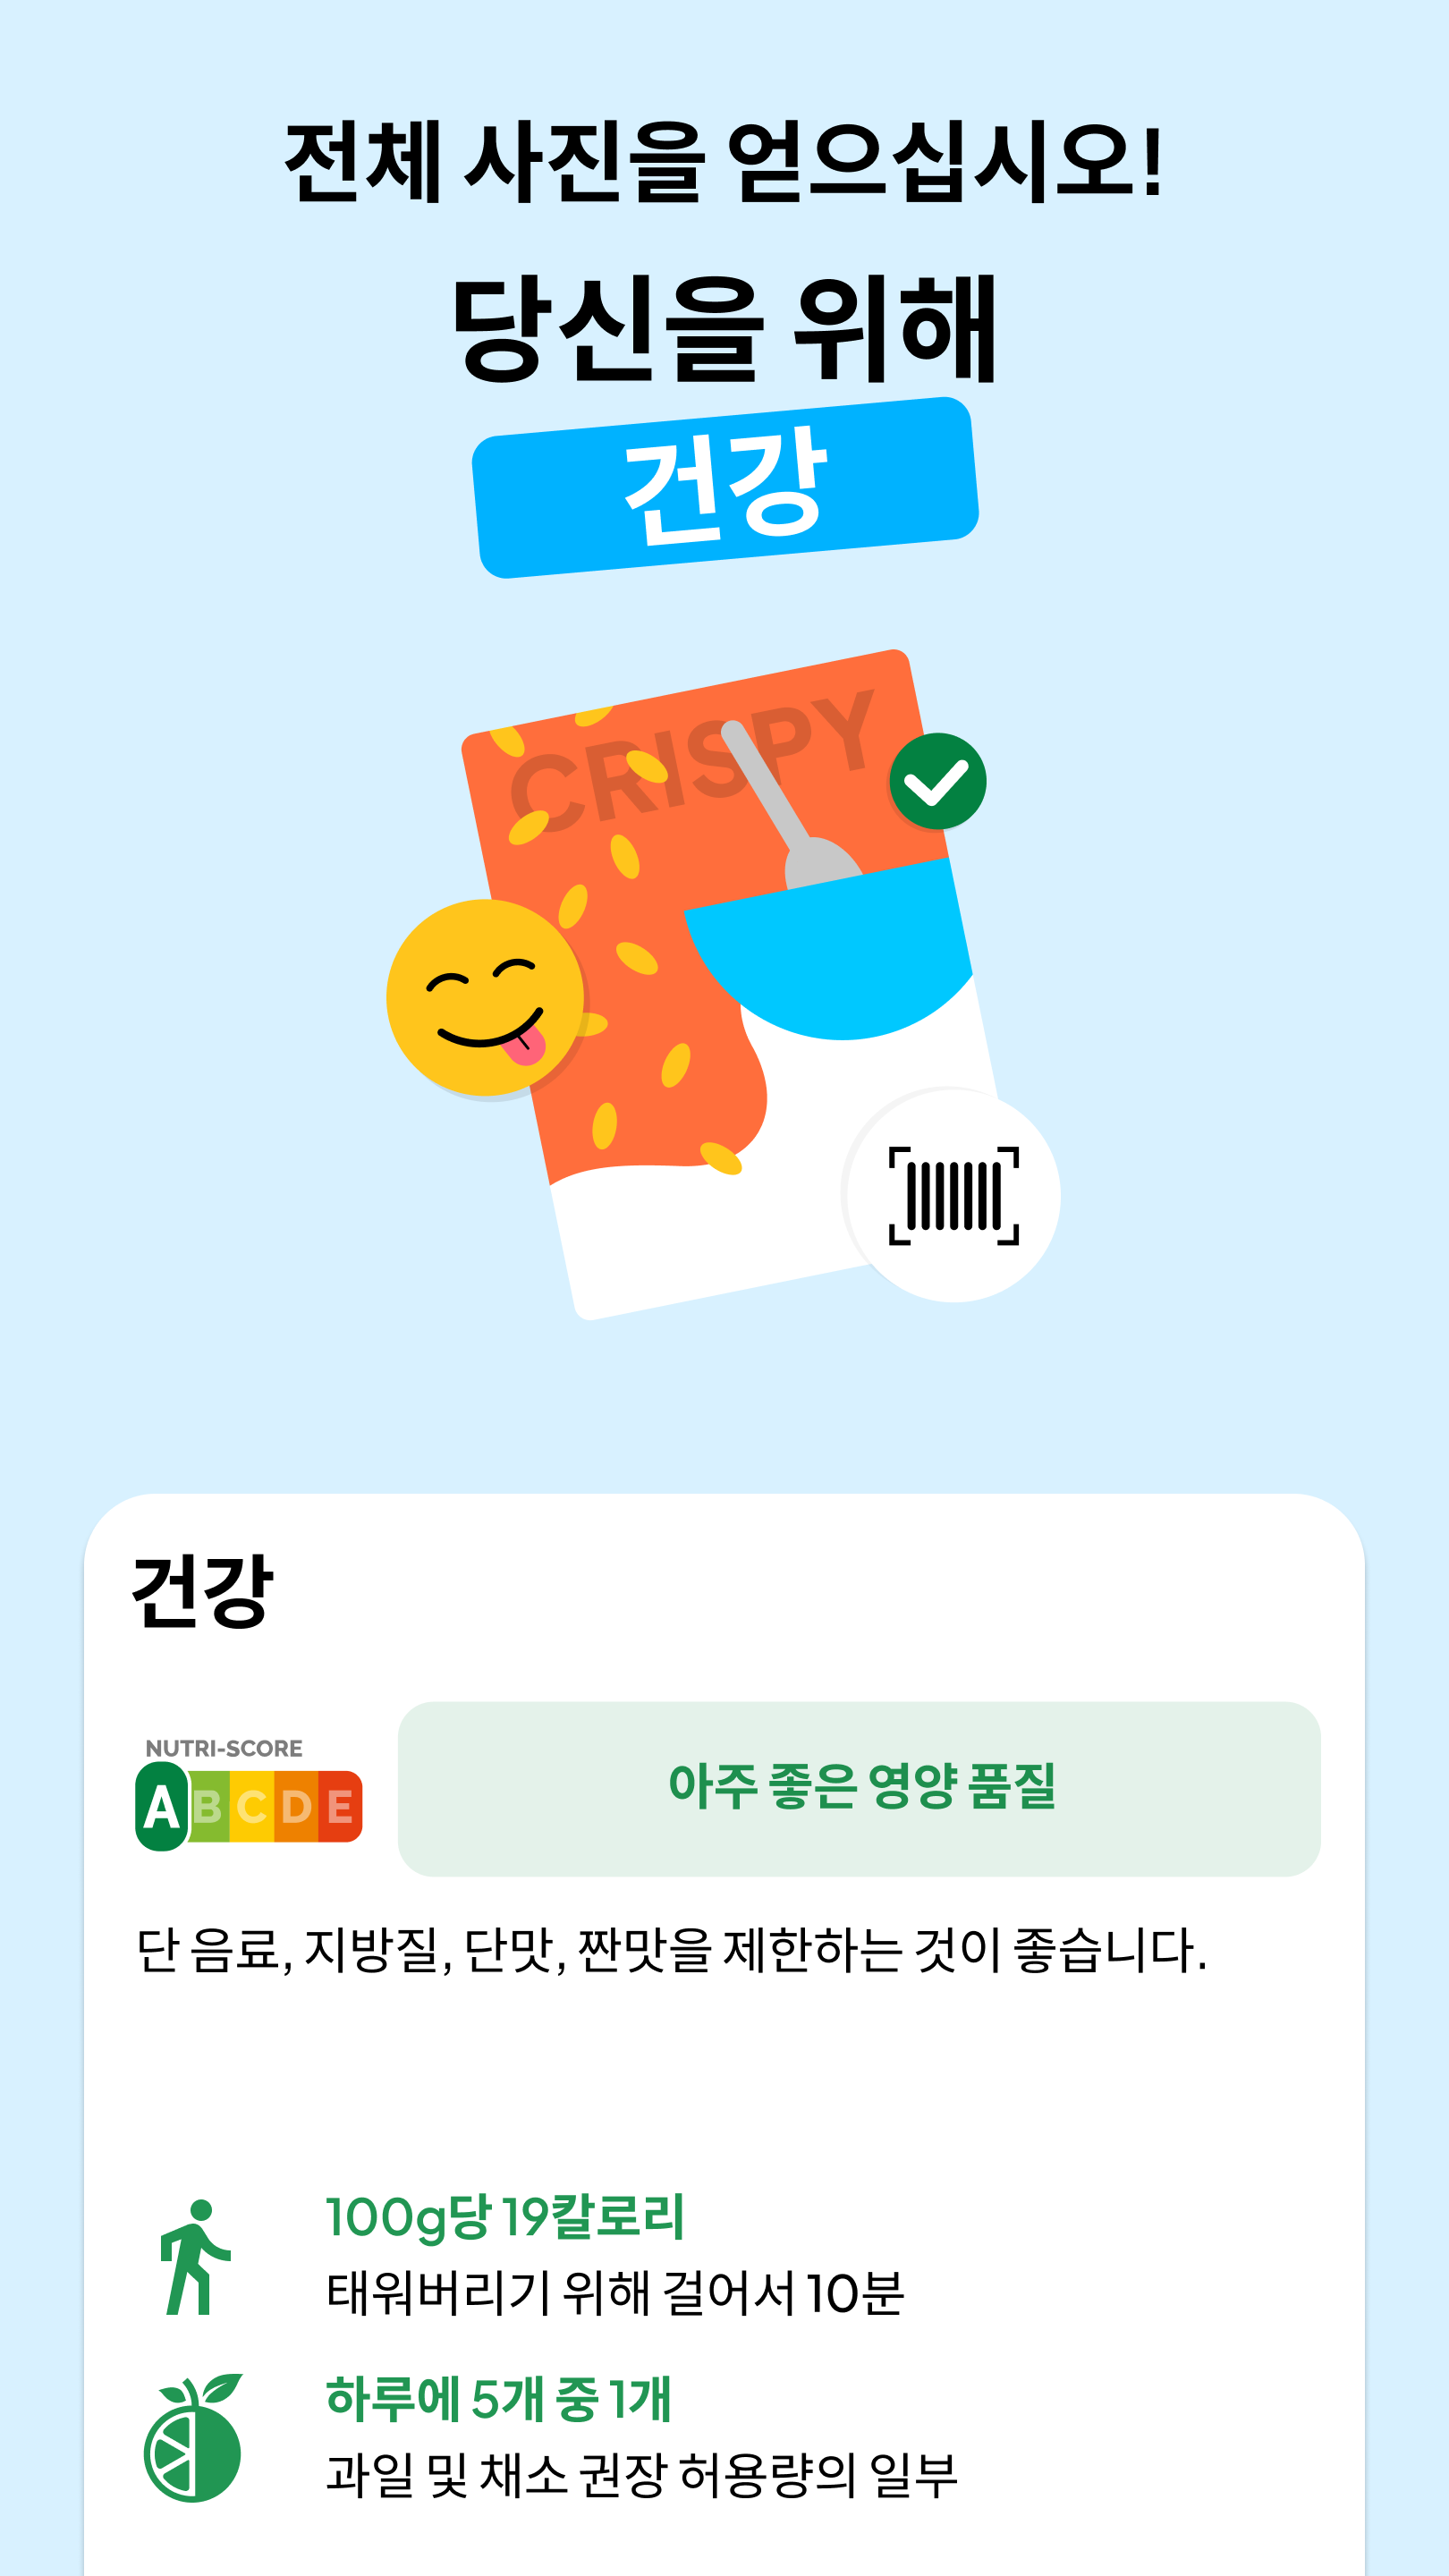 전체 사진을 얻으십시오!
당신을 위해
건강
CRISPY
건강
NUTRI-SCORE
A B C D E
아주 좋은 영양 품질
단 음료, 지방질, 단맛, 짠맛을 제한하는 것이 좋습니다.
100g당 19칼로리
태워버리기 위해 걸어서 10분
하루에 5개 중 1개
과일 및 채소 권장 허용량의 일부